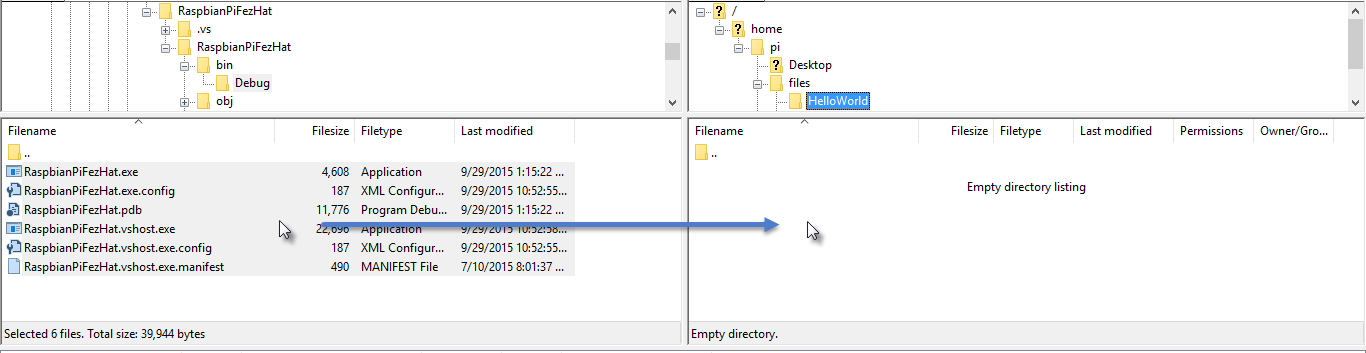 RaspbianPiFezHat
.vs
RaspbianPiFezHat
bin
Debug
obj
/
home
pi
Desktop
files
HelloWorld
Filename Filesize Filetype Last modified
..
RaspbianPiFezHat.exe 4,608 Application 9/29/2015 1:15:22 ...
RaspbianPiFezHat.exe.config 187 XML Configur... 9/29/2015 10:52:55...
RaspbianPiFezHat.pdb 11,776 Program Debu... 9/29/2015 1:15:22 ...
RaspbianPiFezHat.vshost.exe 22,696 Application 9/29/2015 10:52:58...
RaspbianPiFezHat.vshost.exe.config 187 XML Configur... 9/29/2015 10:52:55...
RaspbianPiFezHat.vshost.exe.manifest 490 MANIFEST File 7/10/2015 8:01:37 ...
Selected 6 files. Total size: 39,944 bytes
Filename Filesize Filetype Last modified Permissions Owner/Gro...
..
Empty directory listing
Empty directory.